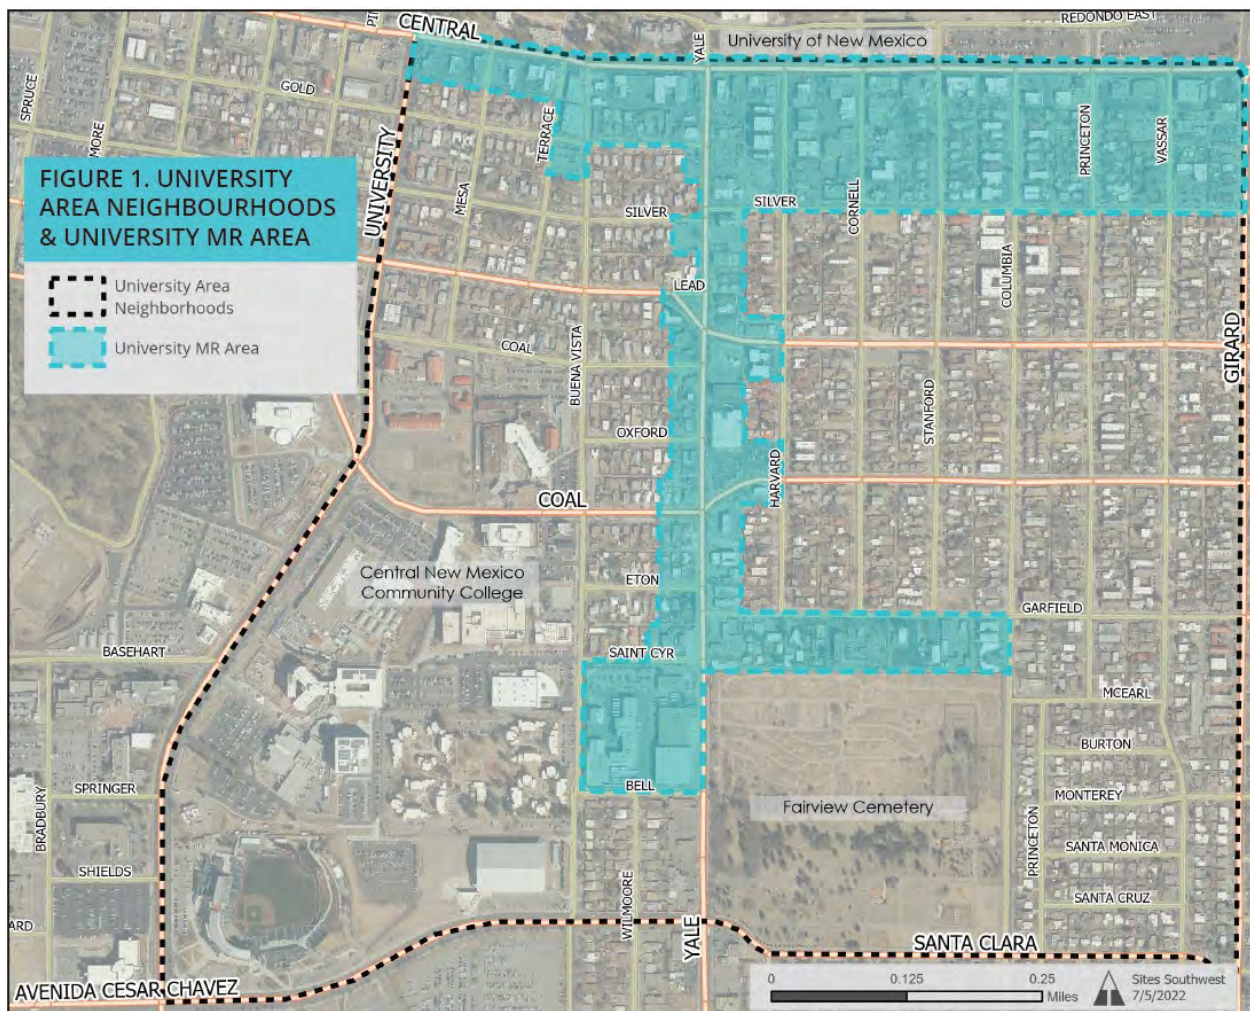 CENTRAL
REDONDO EAST
YALE
University of New Mexico
SPRUCE
MORE
GOLD
TERRACE
PRINCETON
VASSAR
FIGURE 1. UNIVERSITY
AREA NEIGHBOURHOODS
& UNIVERSITY MR AREA
University Area
Neighborhoods
University MR Area
UNIVERSITY
MESA
SILVER
SILVER
CORNELL
COLUMBIA
LEAD
GIRARD
COAL
BUENA VISTA
STANFORD
OXFORD
HARVARD
COAL
Central New Mexico
Community College
ETON
GARFIELD
BASEHART
SAINT CYR
MCEARL
BURTON
SPRINGER
BELL
MONTEREY
Fairview Cemetery
BRADBURY
PRINCETON
SANTA MONICA
SHIELDS
SANTA CRUZ
ARD
WILMOORE
YALE
SANTA CLARA
AVENIDA CESAR CHAVEZ
0 0.125 0.25
Miles
Sites Southwest
7/5/2022